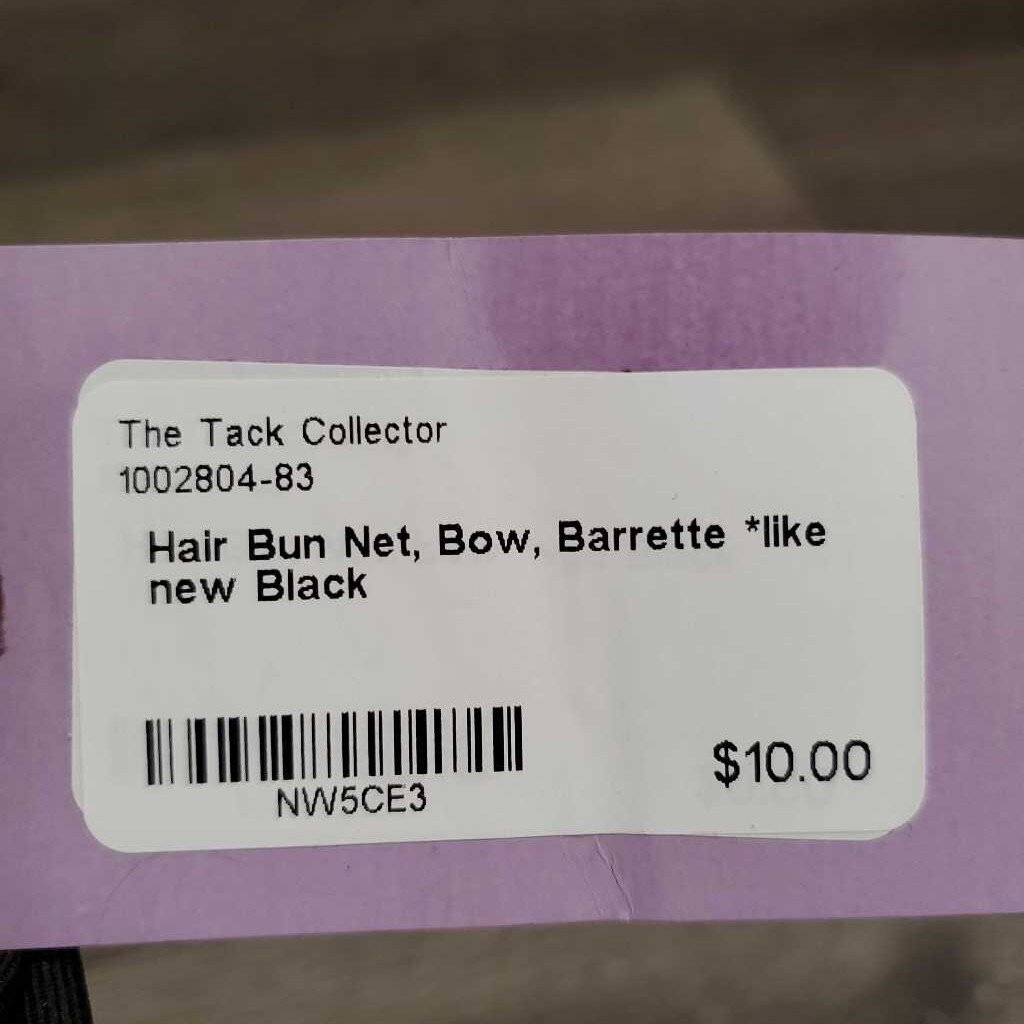 The Tack Collector
1002804-83
Hair Bun Net, Bow, Barrette *like
new Black
NW5CE3
$10.00